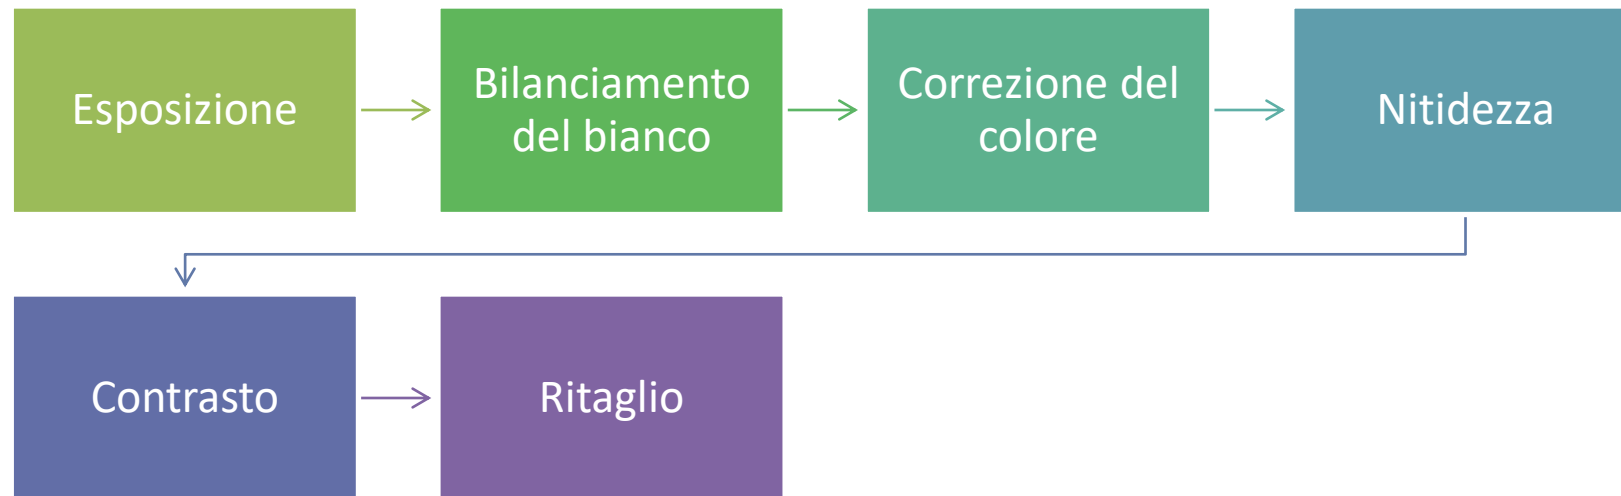 Esposizione
Bilanciamento
del bianco
Correzione del
colore
Nitidezza
Contrasto
Ritaglio